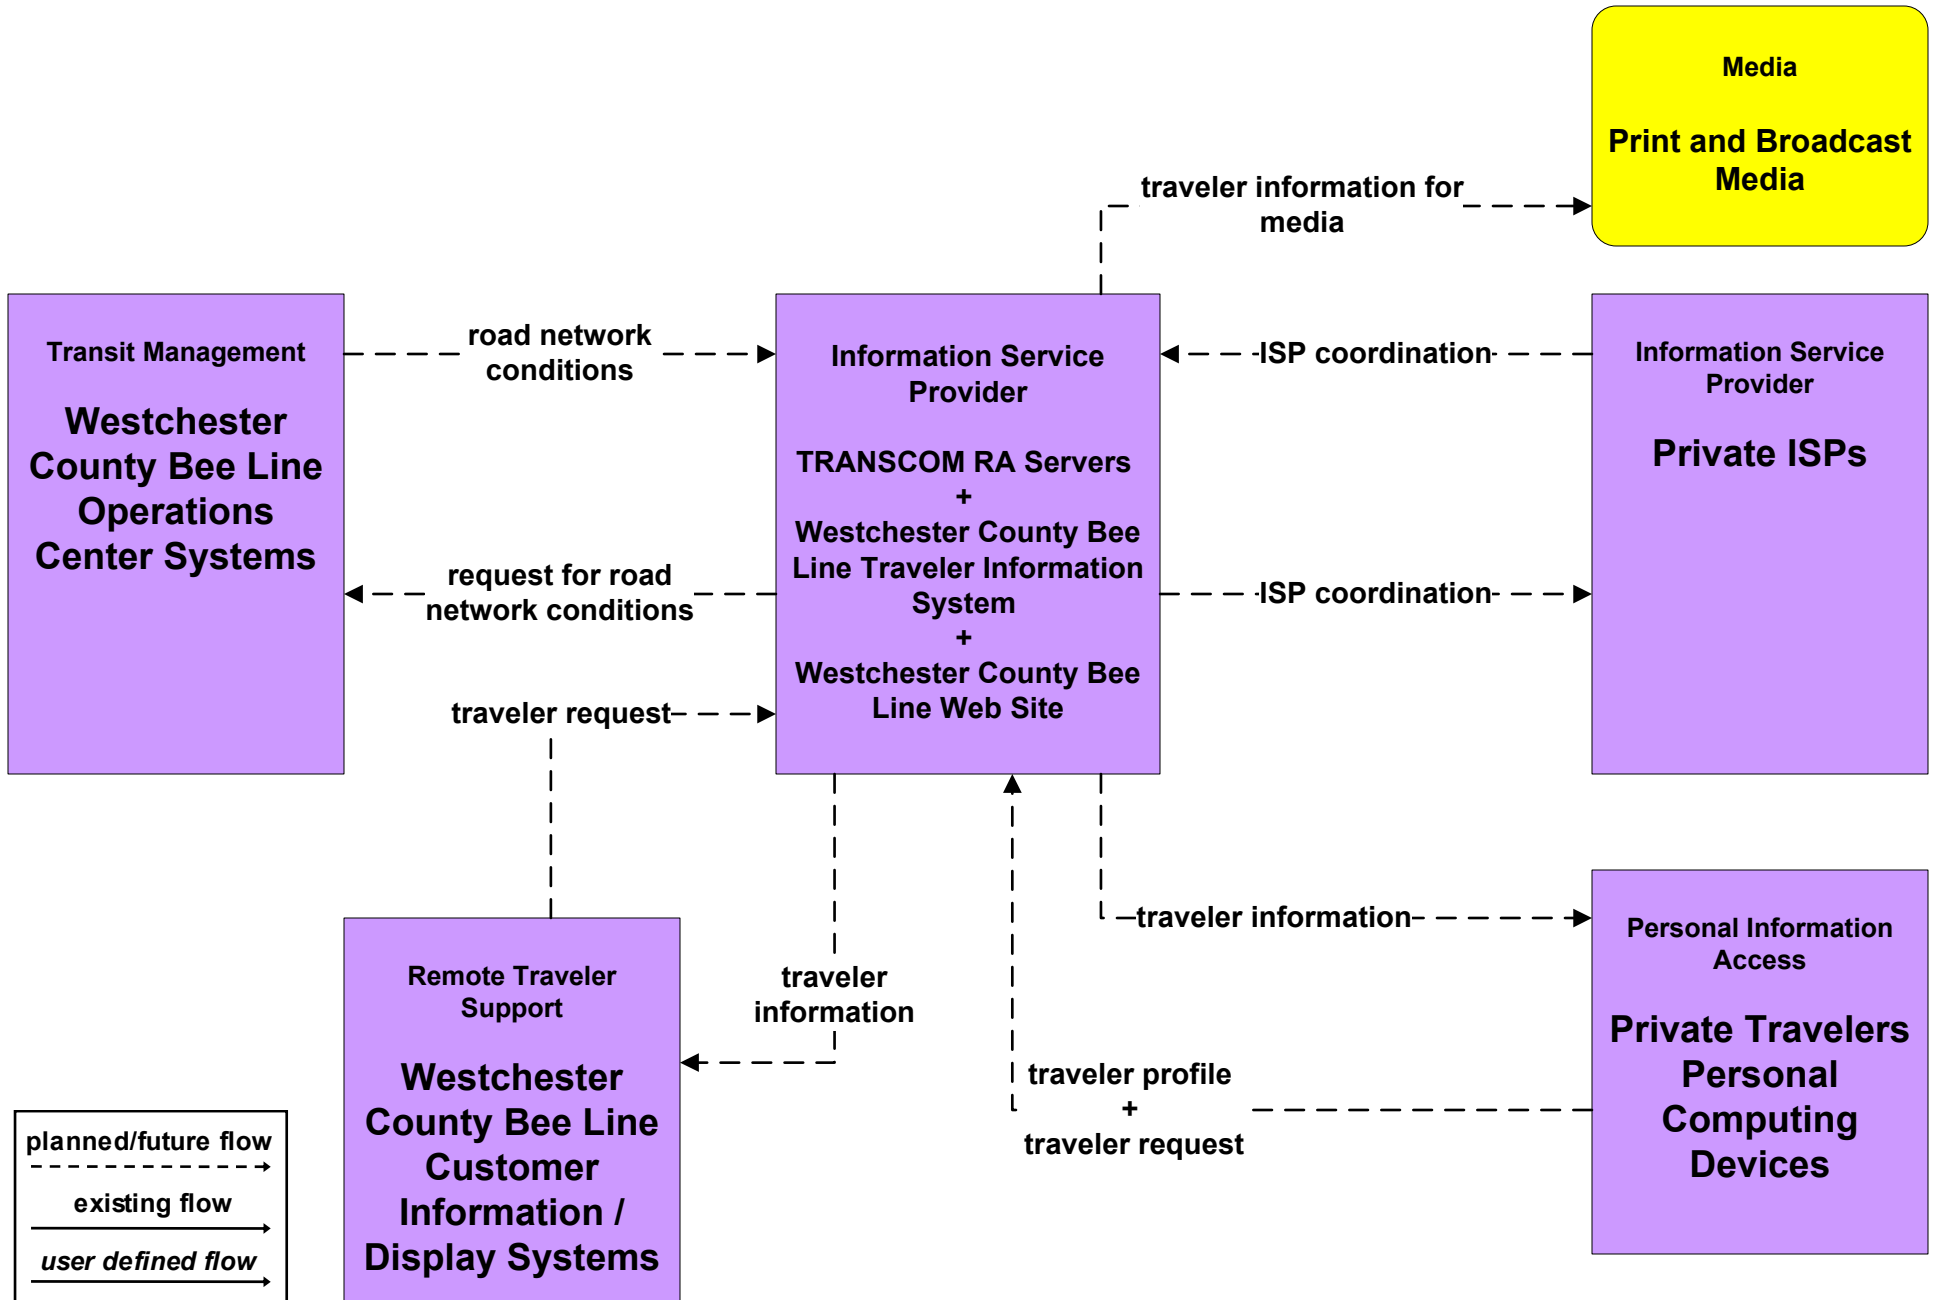 Media
Print and Broadcast
Media
traveler information for
media
Transit Management
Westchester
County Bee Line
Operations
Center Systems
road network
conditions
request for road
network conditions
traveler request
Information Service
Provider
TRANSCOM RA Servers
+
Westchester County Bee
Line Traveler Information
System
+
Westchester County Bee
Line Web Site
ISP coordination
ISP coordination
Information Service
Provider
Private ISPs
traveler information
Personal Information
Access
Private Travelers
Personal
Computing
Devices
traveler profile
+
traveler request
traveler
information
Remote Traveler
Support
Westchester
County Bee Line
Customer
Information /
Display Systems
planned/future flow
existing flow
user defined flow